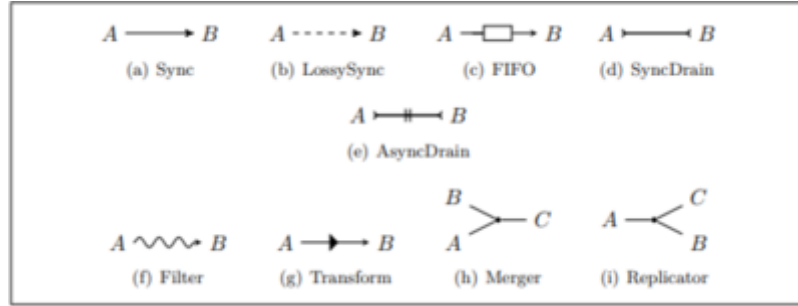 A B A B A B A B
(a) Sync (b) LossySync (c) FIFO (d) SyncDrain
A B
(e) AsyncDrain
B C
A B A B C A
A B
(f) Filter (g) Transform (h) Merger (i) Replicator